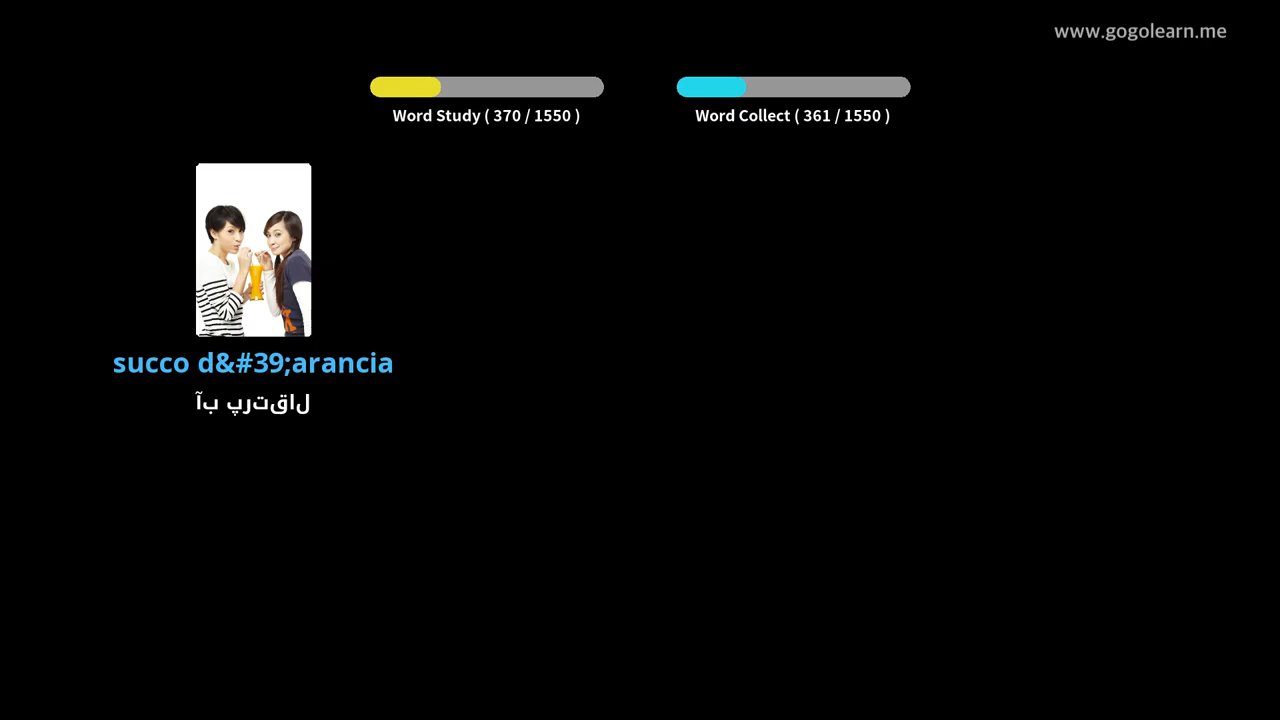 www.gogolearn.me
Word Study ( 370 / 1550 )
Word Collect ( 361 / 1550 )
succo d&#39;arancia
آب پرتقال